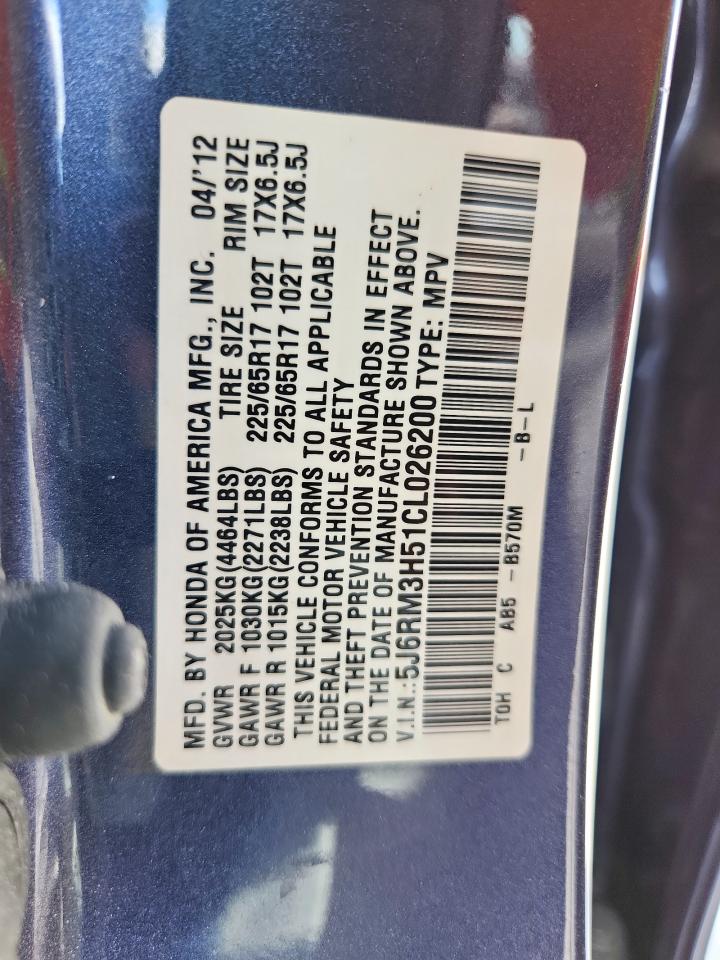 MFD. BY HONDA OF AMERICA MFG., INC. 04/'12
GVWR 2025KG(4464LBS) TIRE SIZE RIM SIZE
GAWR F 1030KG(2271LBS) 225/65R17 102T 17X6.5J
GAWR R 1015KG(2238LBS) 225/65R17 102T 17X6.5J
THIS VEHICLE CONFORMS TO ALL APPLICABLE
FEDERAL MOTOR VEHICLE SAFETY
AND THEFT PREVENTION STANDARDS IN EFFECT
ON THE DATE OF MANUFACTURE SHOWN ABOVE.
V.I.N.:5J6RM3H51CL026200 TYPE: MPV
TOH C AB5 -B570M -B-L